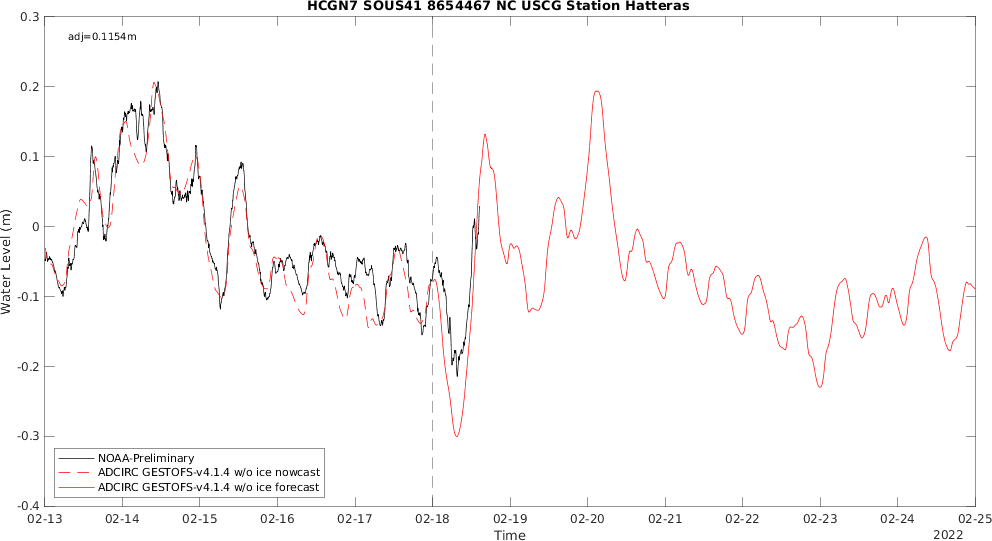 HCGN7 SOUS41 8654467 NC USCG Station Hatteras
adj=0.1154m
0.3
0.2
0.1
0
-0.1
-0.2
-0.3
-0.4
Water Level (m)
NOAA-Preliminary
ADCIRC GESTOFS-v4.1.4 w/o ice nowcast
ADCIRC GESTOFS-v4.1.4 w/o ice forecast
02-13 02-14 02-15 02-16 02-17 02-18 02-19 02-20 02-21 02-22 02-23 02-24 02-25
Time
2022